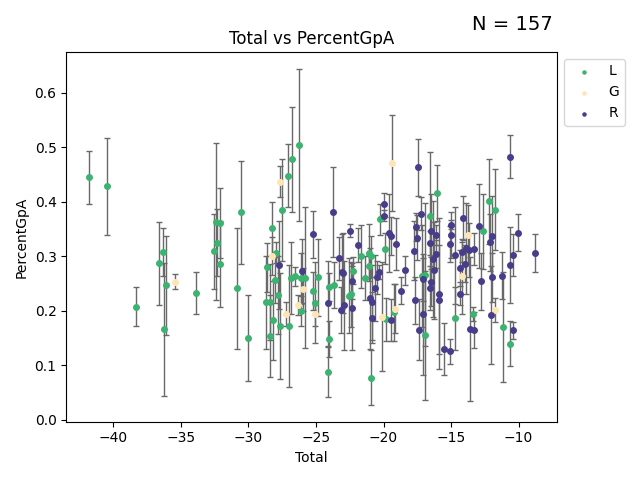 N = 157
Total vs PercentGpA
L
G
R
PercentGpA
0.6
0.5
0.4
0.3
0.2
0.1
0.0
−40 −35 −30 −25 −20 −15 −10
Total